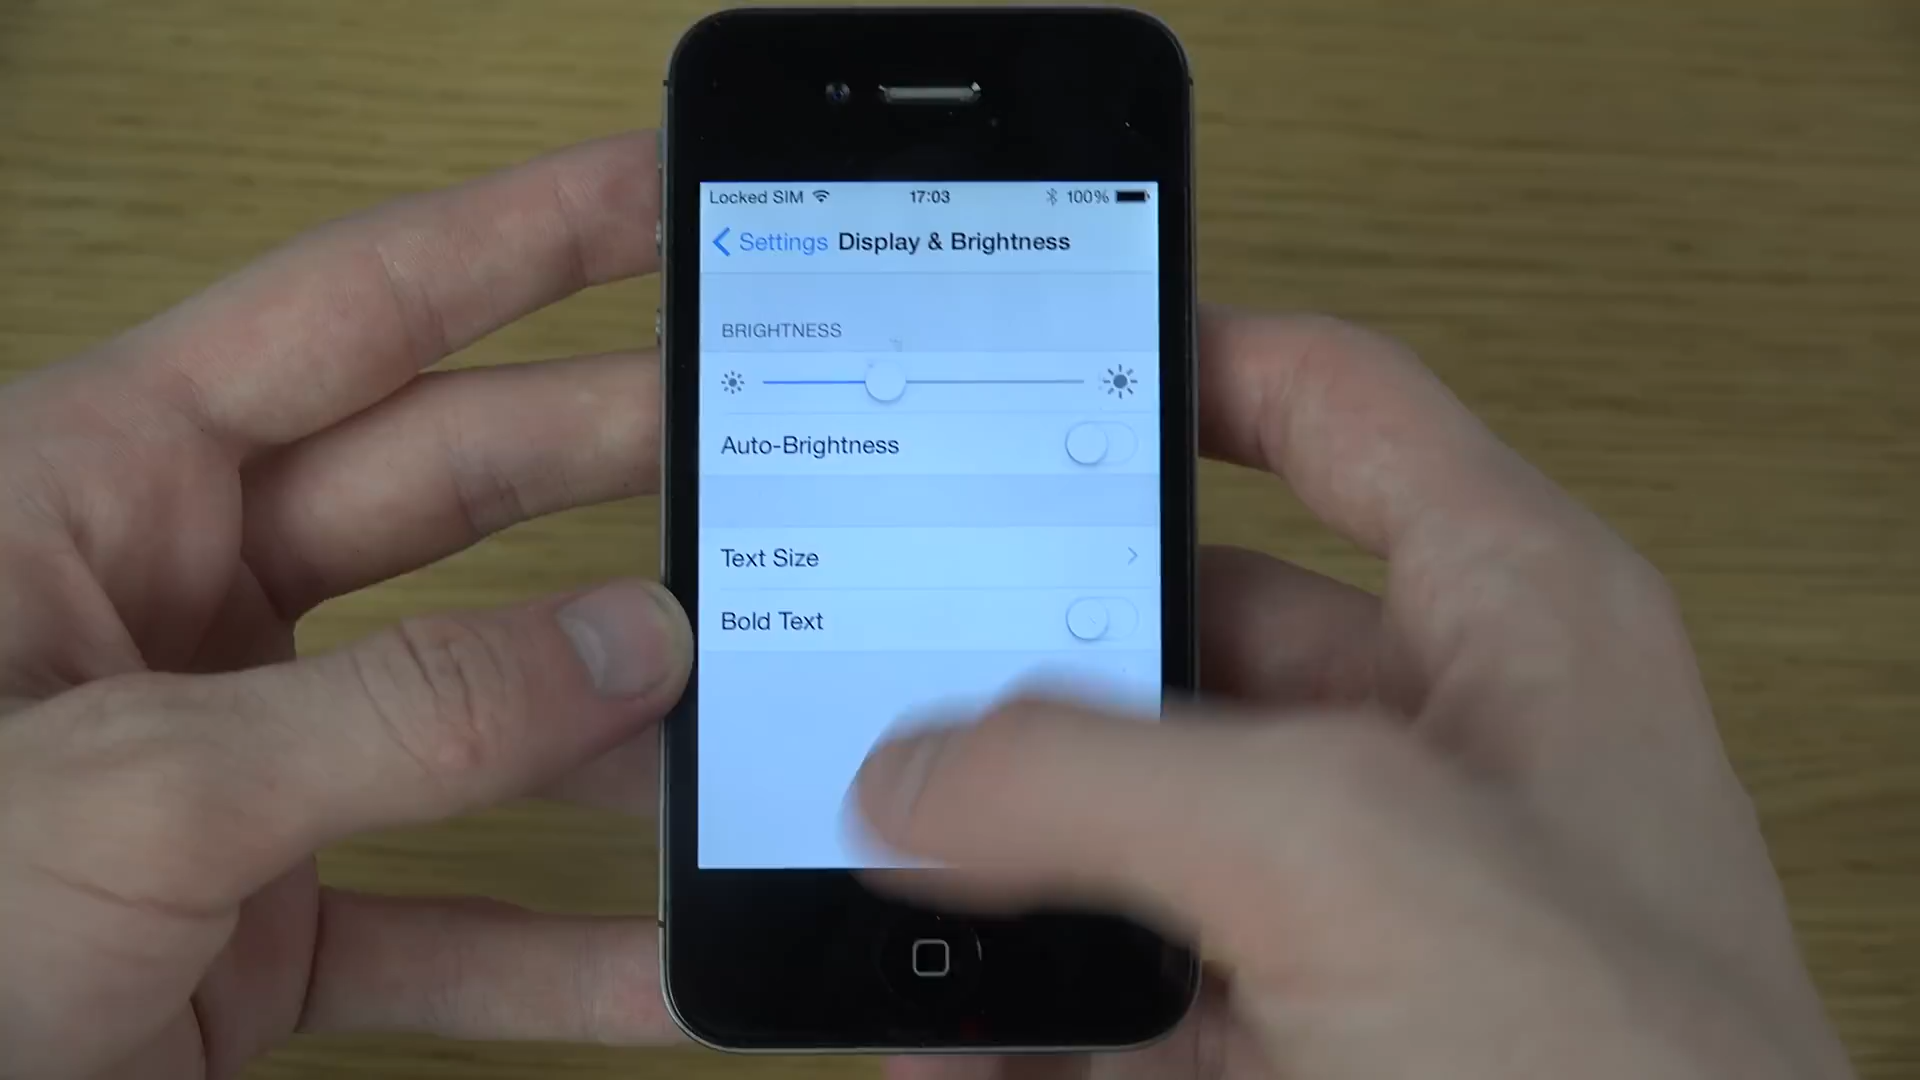 Locked SIM 17:03 100%
Settings Display & Brightness
BRIGHTNESS
Auto-Brightness
Text Size
Bold Text